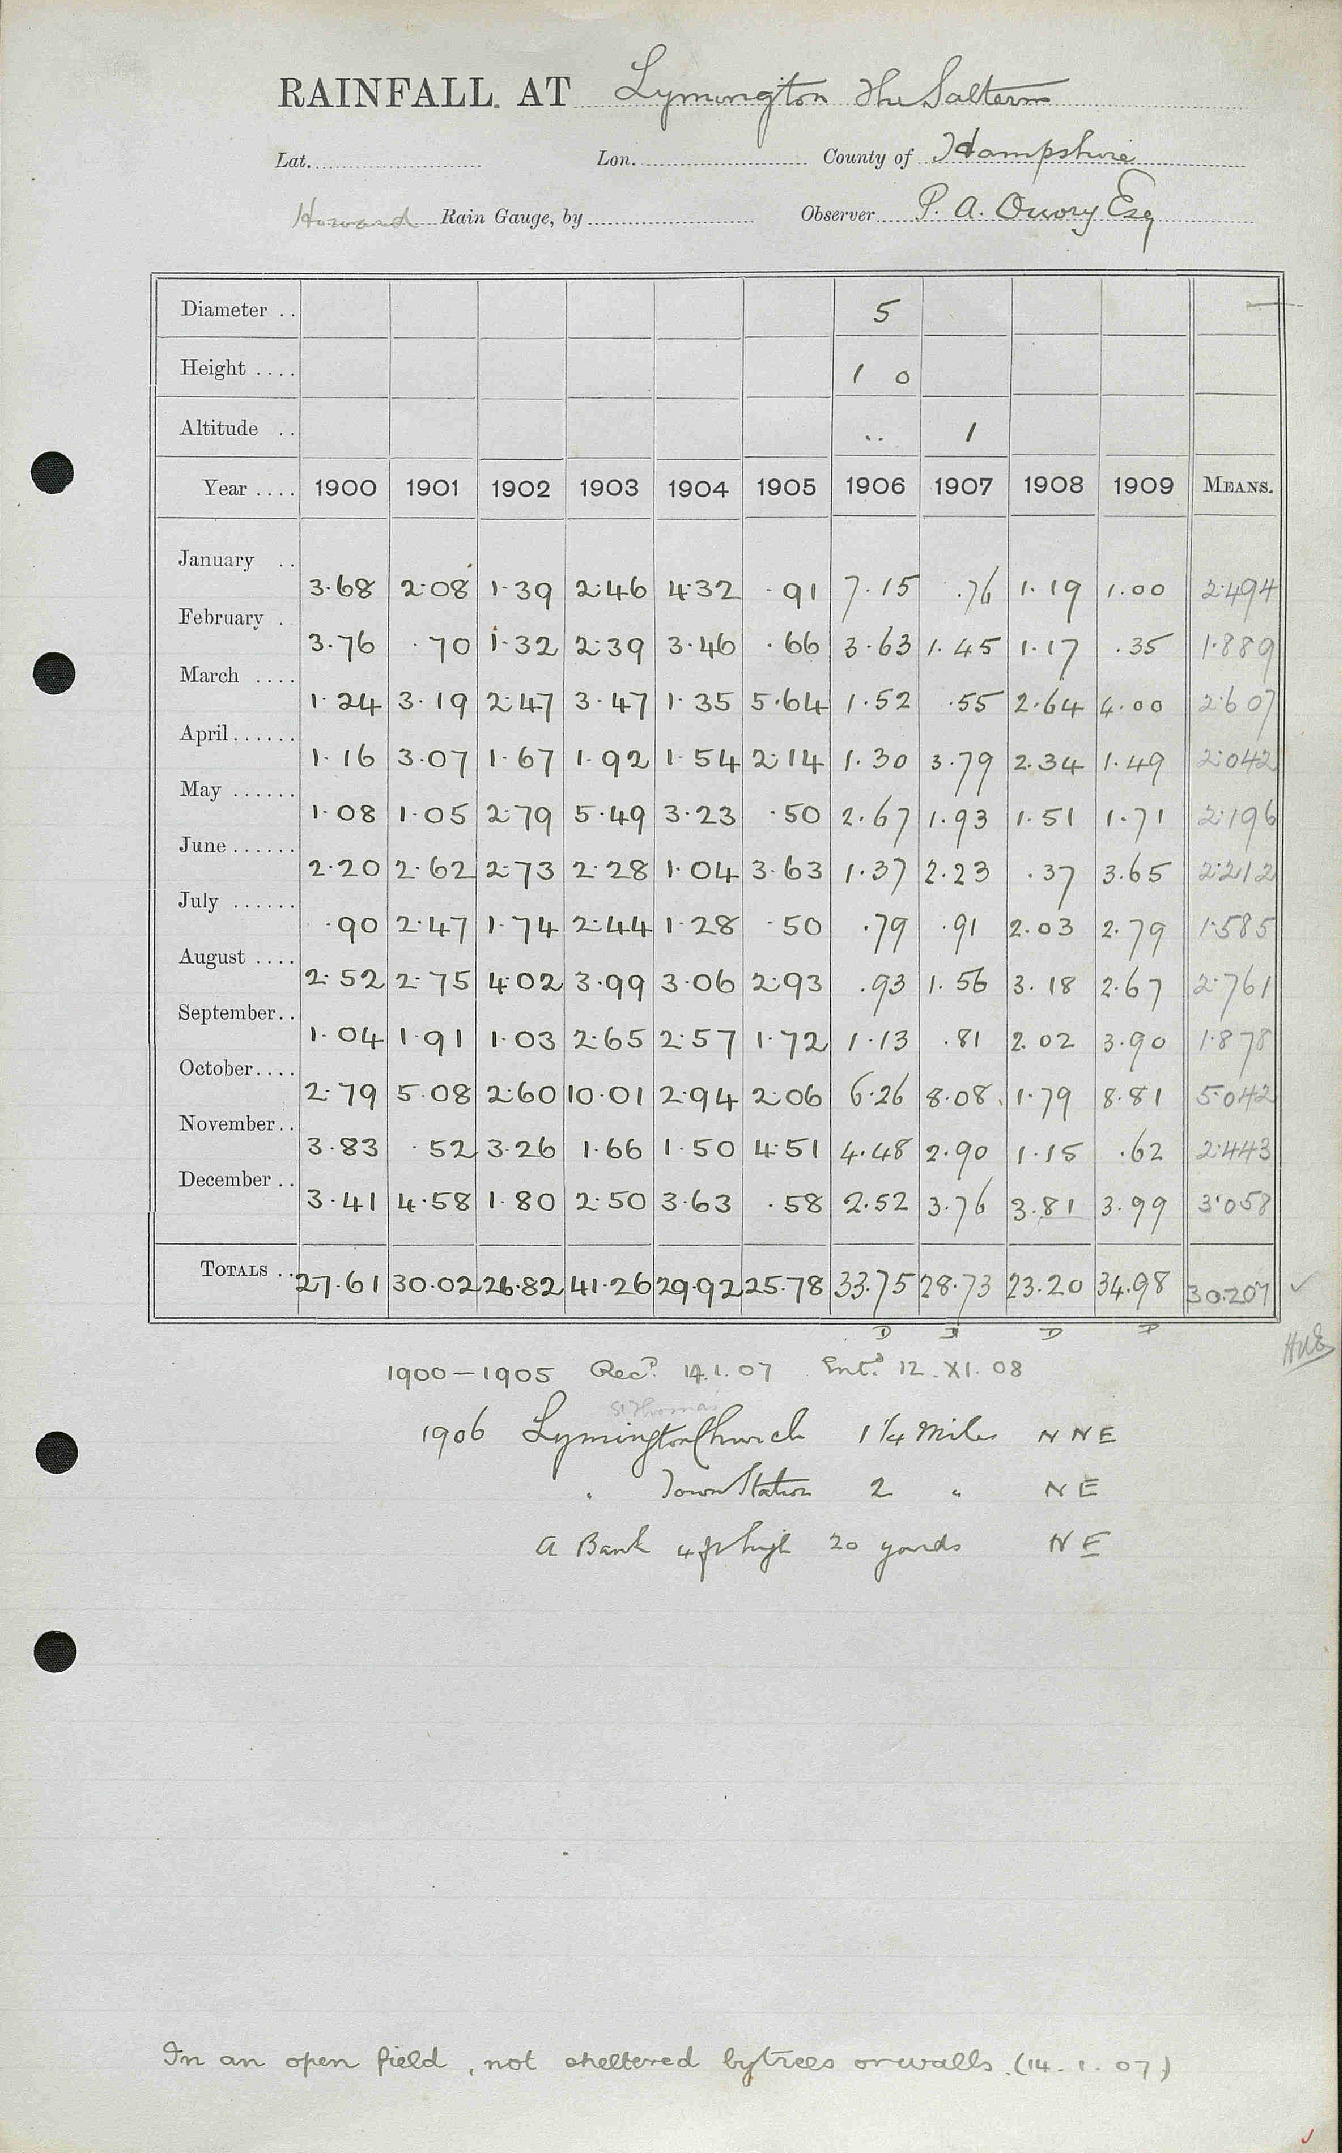 RAINFALL AT Lymington The Salterns
Lat. Lon. County of Hampshire
Howard Rain Gauge, by Observer P. A. Ouvry Esq
Diameter .. 5
Height .... 1 0
Altitude .. .. 1
Year .... 1900 1901 1902 1903 1904 1905 1906 1907 1908 1909 MEANS.
January .. 3.68 2.08 1.39 2.46 4.32 .91 7.15 .76 1.19 1.00 2.494
February . 3.76 .70 1.32 2.39 3.46 .66 3.63 1.45 1.17 .35 1.889
March .... 1.24 3.19 2.47 3.47 1.35 5.64 1.52 .55 2.64 4.00 2.607
April ...... 1.16 3.07 1.67 1.92 1.54 2.14 1.30 3.79 2.34 1.49 2.042
May ...... 1.08 1.05 2.79 5.49 3.23 .50 2.67 1.93 1.51 1.71 2.196
June ...... 2.20 2.62 2.73 2.28 1.04 3.63 1.37 2.23 .37 3.65 2.212
July ...... .90 2.47 1.74 2.44 1.28 .50 .79 .91 2.03 2.79 1.585
August .... 2.52 2.75 4.02 3.99 3.06 2.93 .93 1.56 3.18 2.67 2.761
September.. 1.04 1.91 1.03 2.65 2.57 1.72 1.13 .81 2.02 3.90 1.878
October.... 2.79 5.08 2.60 10.01 2.94 2.06 6.26 8.08 1.79 8.81 5.042
November.. 3.83 .52 3.26 1.66 1.50 4.51 4.48 2.90 1.15 .62 2.443
December .. 3.41 4.58 1.80 2.50 3.63 .58 2.52 3.76 3.81 3.99 3.058
TOTALS .. 27.61 30.02 26.82 41.26 29.92 25.78 33.75 28.73 23.20 34.98 30.207
1900-1905 Recd. 14.1.07 Entd. 12.XI.08
St Thomas
1906 Lymington Church 1 1/4 Miles NNE
" Town Station 2 " NE
A Bank 4 ft high 20 yards NE
In an open field, not sheltered by trees or walls. (14.1.07)